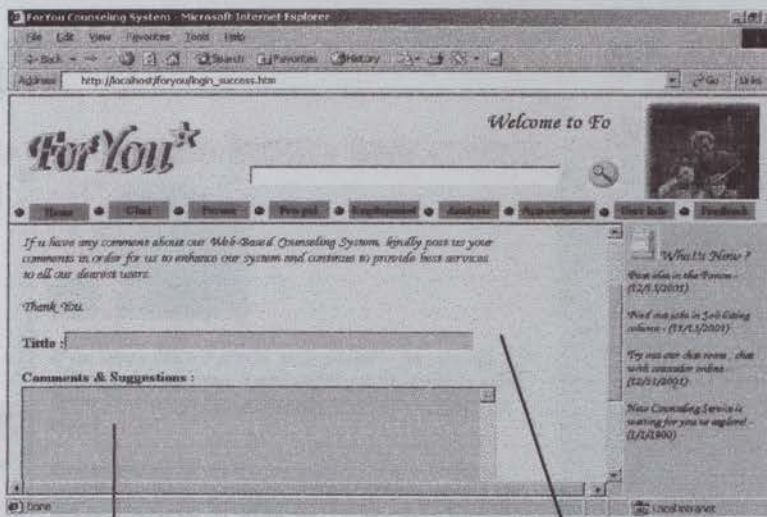 ForYou Counseling System - Microsoft Internet Explorer
File Edit View Favorites Tools Help
Back Search Favorites History
Address http://localhost/foryou/login_success.htm Go Links
Welcome to Fo
For You
Home Chat Forum Employment Analysis Appointment User Info Feedback
If u have any comment about our Web-Based Counseling System, kindly post us your
comments in order for us to enhance our system and continues to provide best services
to all our dearest users.
Thank You.
Tittle :
Comments & Suggestions :
What's New ?
Post idea in the Forum -
(12/13/2001)
Find out jobs in Job listing
column - (11/13/2001)
Try out our chat room , chat
with counselor online -
(12/11/2001)
New Counseling Service is
waiting for you to explore! -
(1/1/1900)
Done
Local intranet